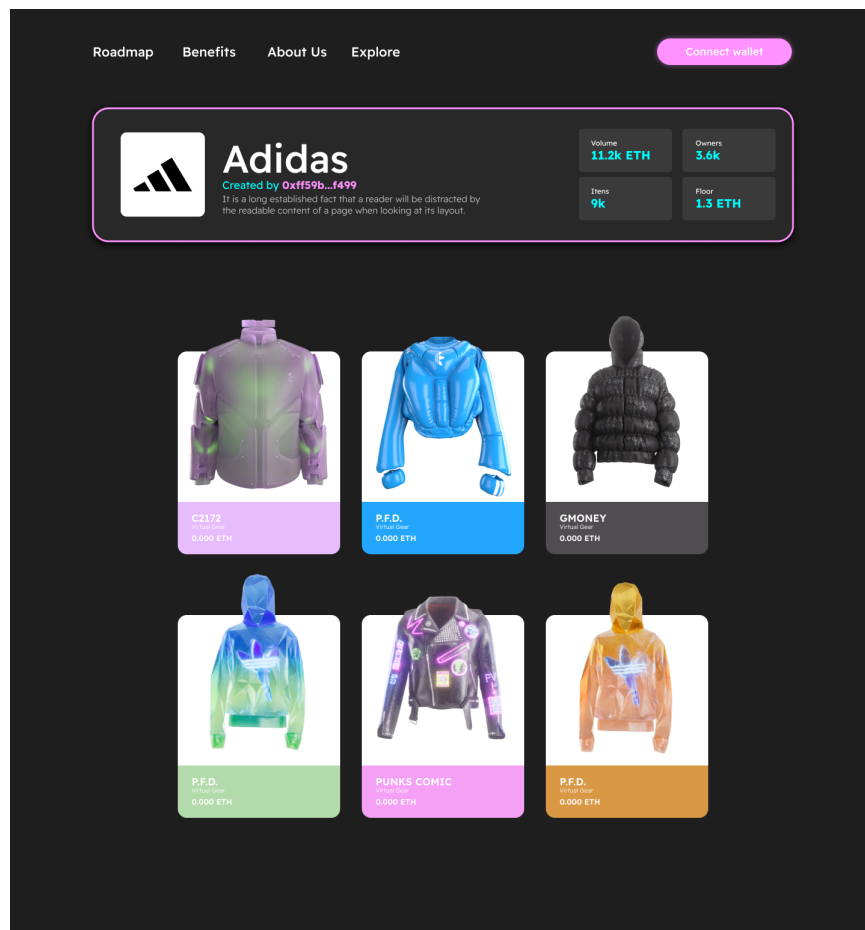 Roadmap Benefits About Us Explore Connect wallet
Adidas
Created by 0xff59b...f499
It is a long established fact that a reader will be distracted by
the readable content of a page when looking at its layout.
Volume
11.2k ETH
Owners
3.6k
Itens
9k
Floor
1.3 ETH
C2172
Virtual Gear
0.000 ETH
P.F.D.
Virtual Gear
0.000 ETH
GMONEY
Virtual Gear
0.000 ETH
P.F.D.
Virtual Gear
0.000 ETH
PUNKS COMIC
Virtual Gear
0.000 ETH
P.F.D.
Virtual Gear
0.000 ETH